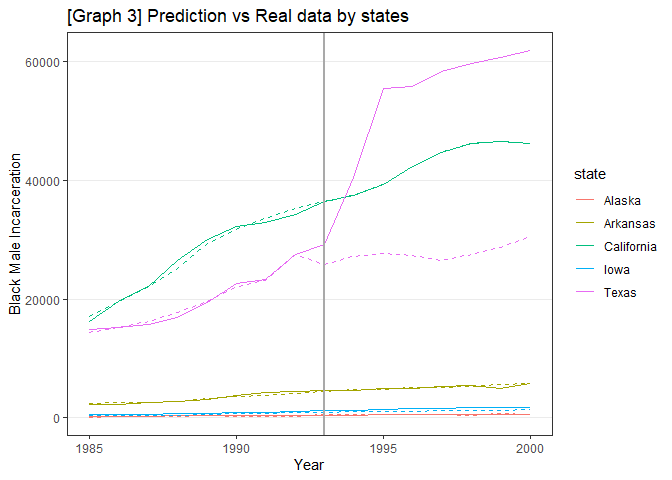 [Graph 3] Prediction vs Real data by states
Black Male Incarceration
60000
40000
20000
0
1985
1990
1995
2000
Year
state
Alaska
Arkansas
California
Iowa
Texas